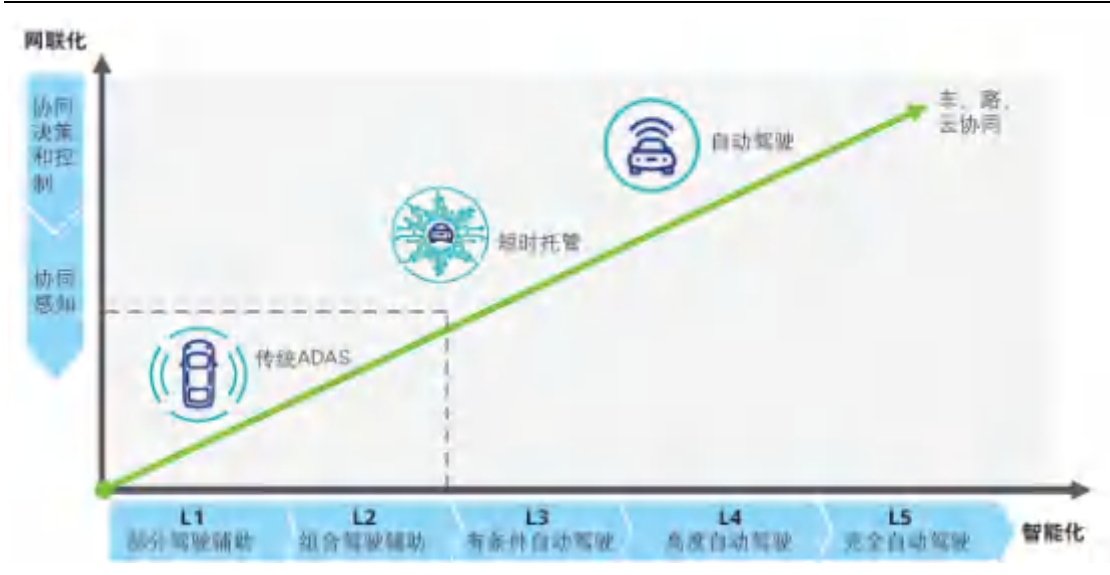 网联化
协同
决策
和控
制
协同
感知
车、路、
云协同
自动驾驶
短时托管
传统ADAS
L1
部分驾驶辅助
L2
组合驾驶辅助
L3
有条件自动驾驶
L4
高度自动驾驶
L5
完全自动驾驶
智能化